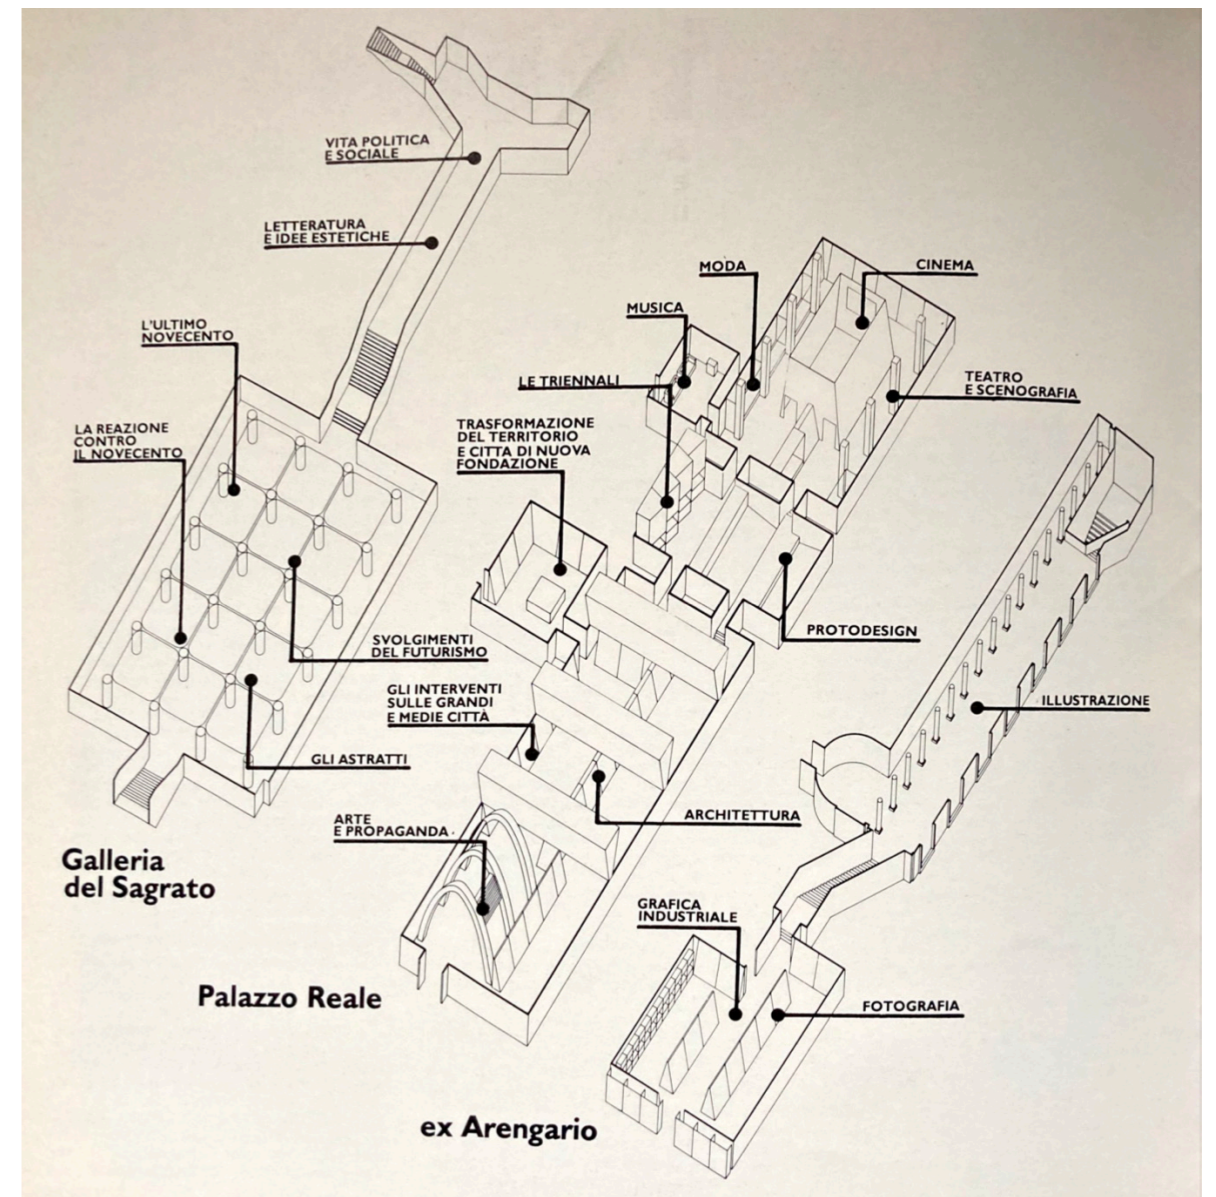 VITA POLITICA
E SOCIALE
LETTERATURA
E IDEE ESTETICHE
L'ULTIMO
NOVECENTO
LA REAZIONE
CONTRO
IL NOVECENTO
SVOLGIMENTI
DEL FUTURISMO
GLI ASTRATTI
Galleria
del Sagrato
MODA
CINEMA
MUSICA
LE TRIENNALI
TEATRO
E SCENOGRAFIA
TRASFORMAZIONE
DEL TERRITORIO
E CITTA DI NUOVA
FONDAZIONE
PROTODESIGN
GLI INTERVENTI
SULLE GRANDI
E MEDIE CITTÀ
ARCHITETTURA
ARTE
E PROPAGANDA
Palazzo Reale
ILLUSTRAZIONE
GRAFICA
INDUSTRIALE
FOTOGRAFIA
ex Arengario